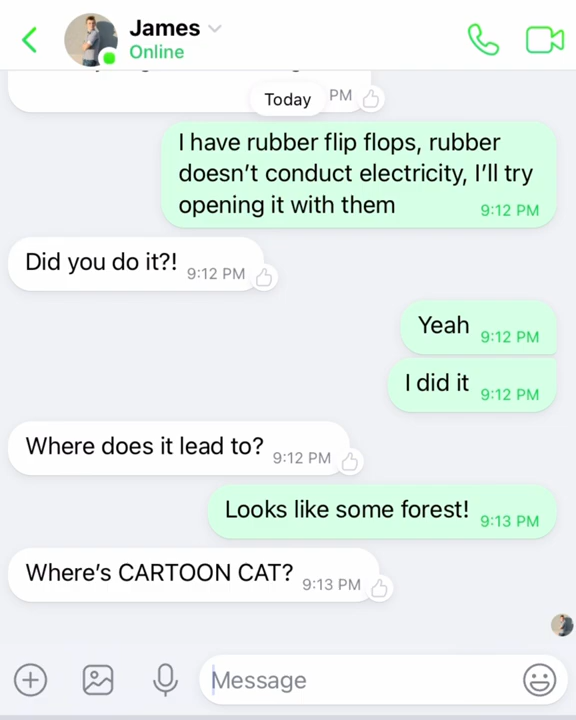 James
Online
Today
PM
I have rubber flip flops, rubber
doesn't conduct electricity, I'll try
opening it with them
9:12 PM
Did you do it?! 9:12 PM
Yeah 9:12 PM
I did it 9:12 PM
Where does it lead to? 9:12 PM
Looks like some forest! 9:13 PM
Where's CARTOON CAT? 9:13 PM
Message